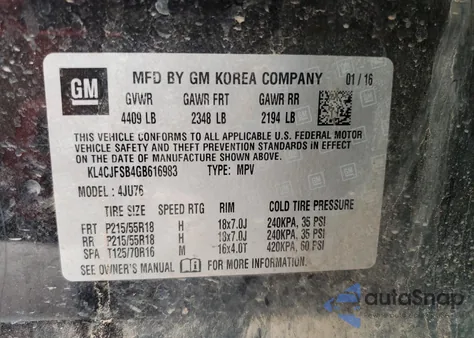 GM
MFD BY GM KOREA COMPANY 01/16
GVWR GAWR FRT GAWR RR
4409 LB 2348 LB 2194 LB
THIS VEHICLE CONFORMS TO ALL APPLICABLE U.S. FEDERAL MOTOR
VEHICLE SAFETY AND THEFT PREVENTION STANDARDS IN EFFECT ON
THE DATE OF MANUFACTURE SHOWN ABOVE.
KL4CJFSB4GB616993 TYPE: MPV
MODEL: 4JU76
TIRE SIZE SPEED RTG RIM COLD TIRE PRESSURE
FRT P215/55R18 H 18x7.0J 240KPA, 35 PSI
RR P215/55R18 H 18x7.0J 240KPA, 35 PSI
SPA T125/70R16 M 16x4.0T 420KPA, 60 PSI
SEE OWNER'S MANUAL FOR MORE INFORMATION.
autoSnap